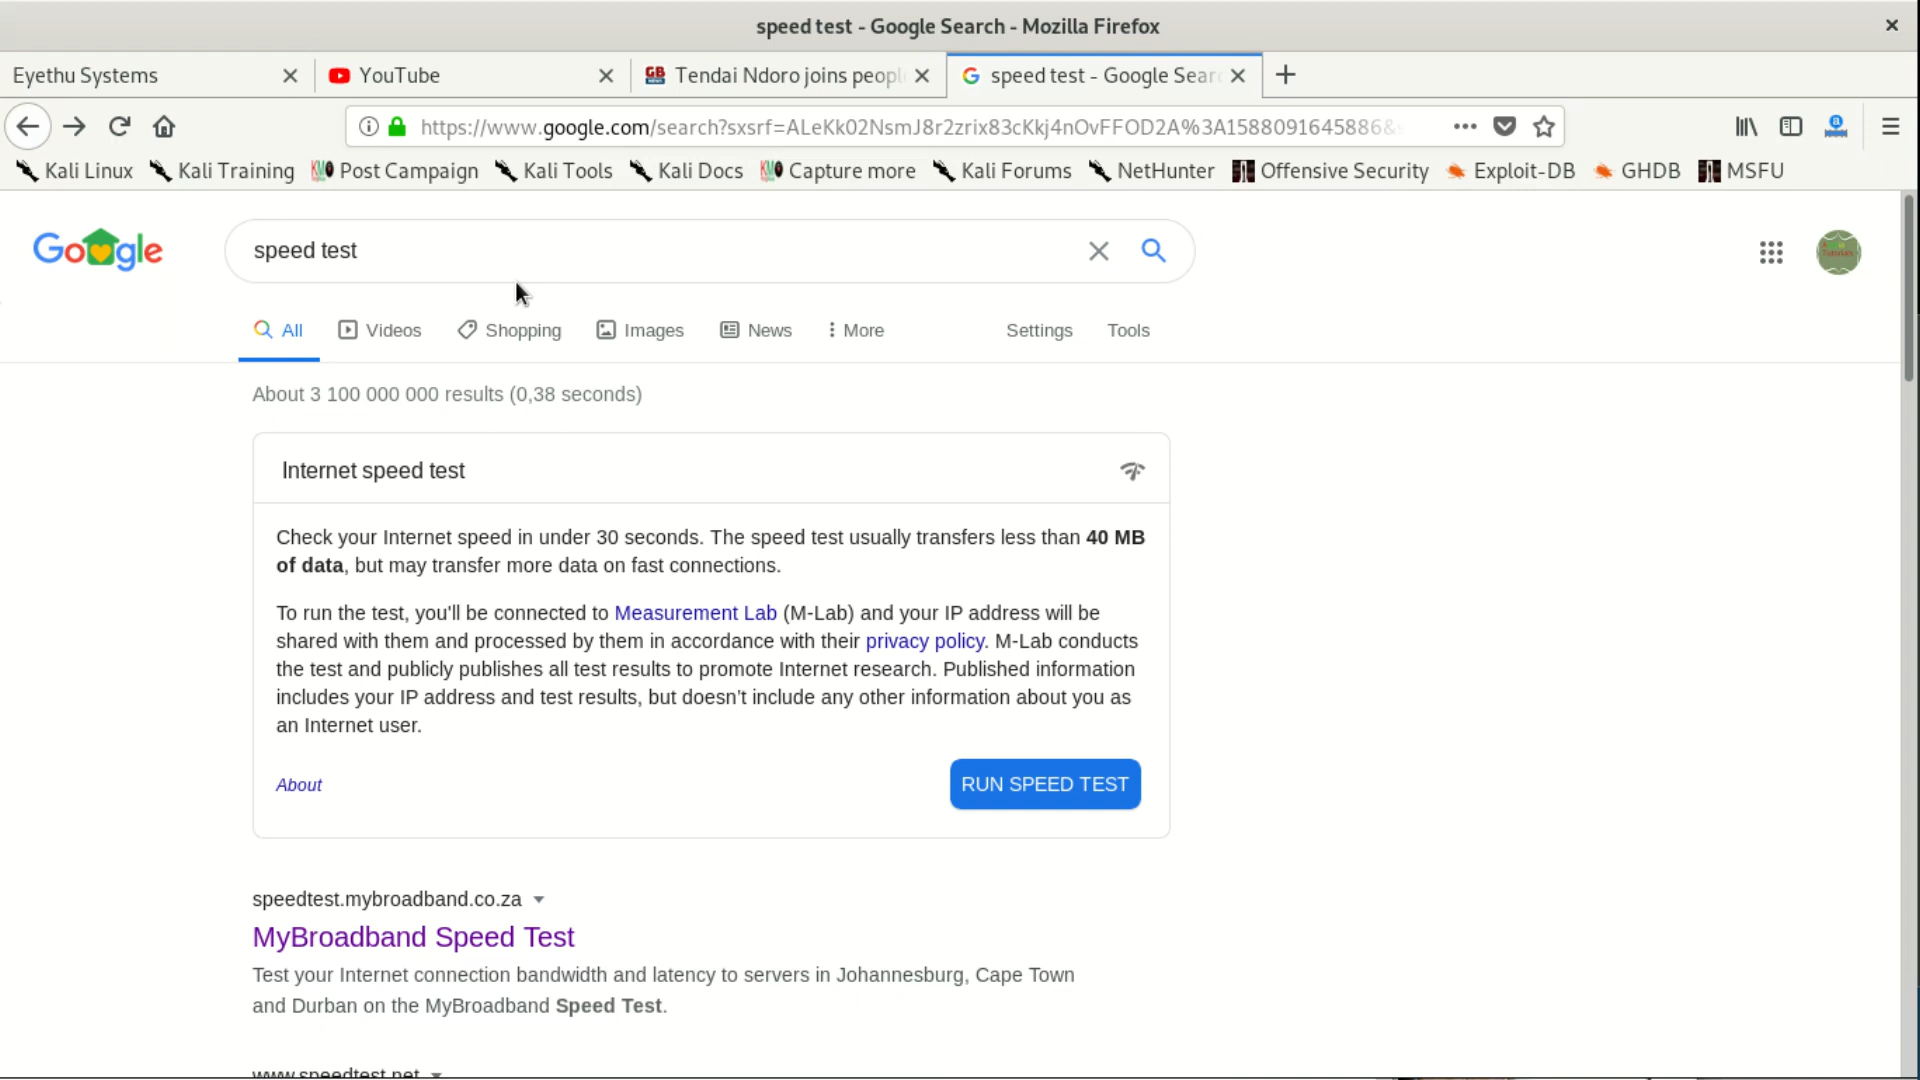 speed test - Google Search - Mozilla Firefox
Eyethu Systems
YouTube
Tendai Ndoro joins peopl
speed test - Google Sear
https://www.google.com/search?sxsrf=ALeKk02NsmJ8r2zrix83cKkj4nOvFFOD2A%3A1588091645886&
Kali Linux
Kali Training
Post Campaign
Kali Tools
Kali Docs
Capture more
Kali Forums
NetHunter
Offensive Security
Exploit-DB
GHDB
MSFU
Google
speed test
All
Videos
Shopping
Images
News
More
Settings
Tools
About 3 100 000 000 results (0,38 seconds)
Internet speed test
Check your Internet speed in under 30 seconds. The speed test usually transfers less than 40 MB
of data, but may transfer more data on fast connections.
To run the test, you'll be connected to Measurement Lab (M-Lab) and your IP address will be
shared with them and processed by them in accordance with their privacy policy. M-Lab conducts
the test and publicly publishes all test results to promote Internet research. Published information
includes your IP address and test results, but doesn't include any other information about you as
an Internet user.
About
RUN SPEED TEST
speedtest.mybroadband.co.za
MyBroadband Speed Test
Test your Internet connection bandwidth and latency to servers in Johannesburg, Cape Town
and Durban on the MyBroadband Speed Test.
www.speedtest.net